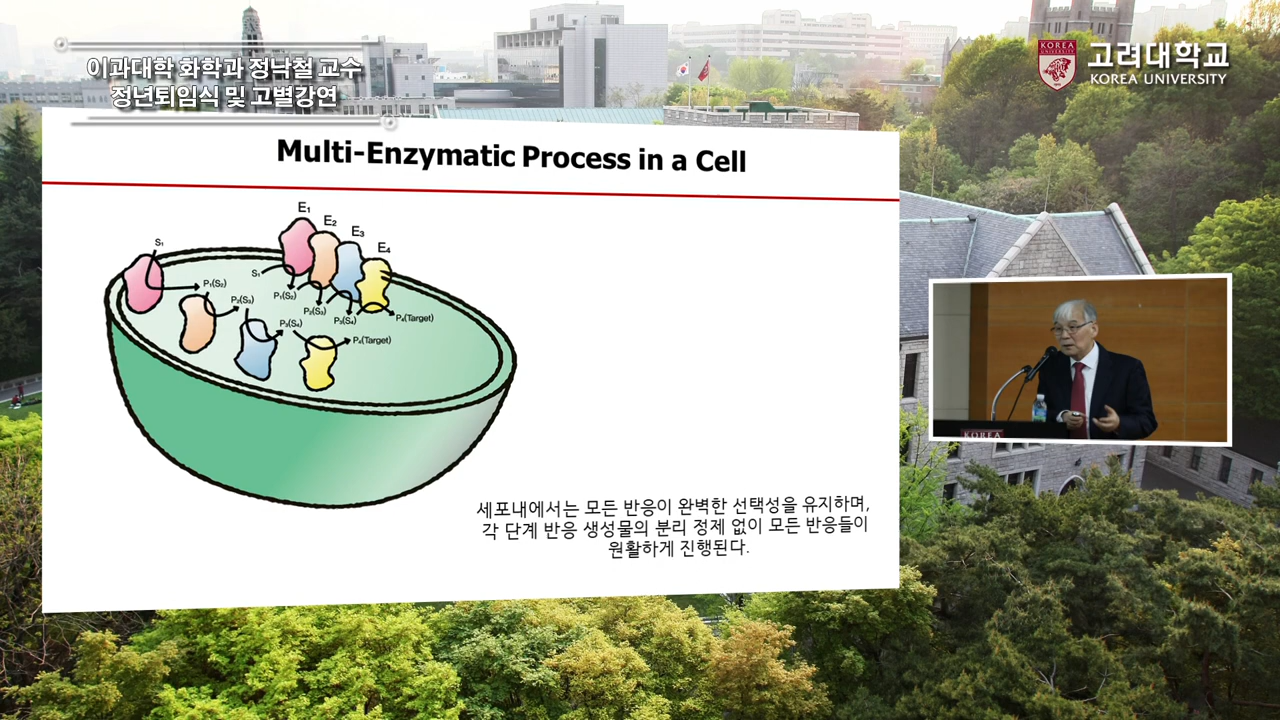 이과대학 화학과 정낙철 교수
정년퇴임식 및 고별강연
KOREA UNIVERSITY
고려대학교
KOREA UNIVERSITY
Multi-Enzymatic Process in a Cell
E₁
E₂
E₃
E₄
S₁
S₁
P₁(S₂)
P₁(S₂)
P₂(S₃)
P₂(S₃)
P₃(S₄)
P₃(S₄)
P₄(Target)
P₄(Target)
세포내에서는 모든 반응이 완벽한 선택성을 유지하며,
각 단계 반응 생성물의 분리 정제 없이 모든 반응들이
원활하게 진행된다.
KOREA